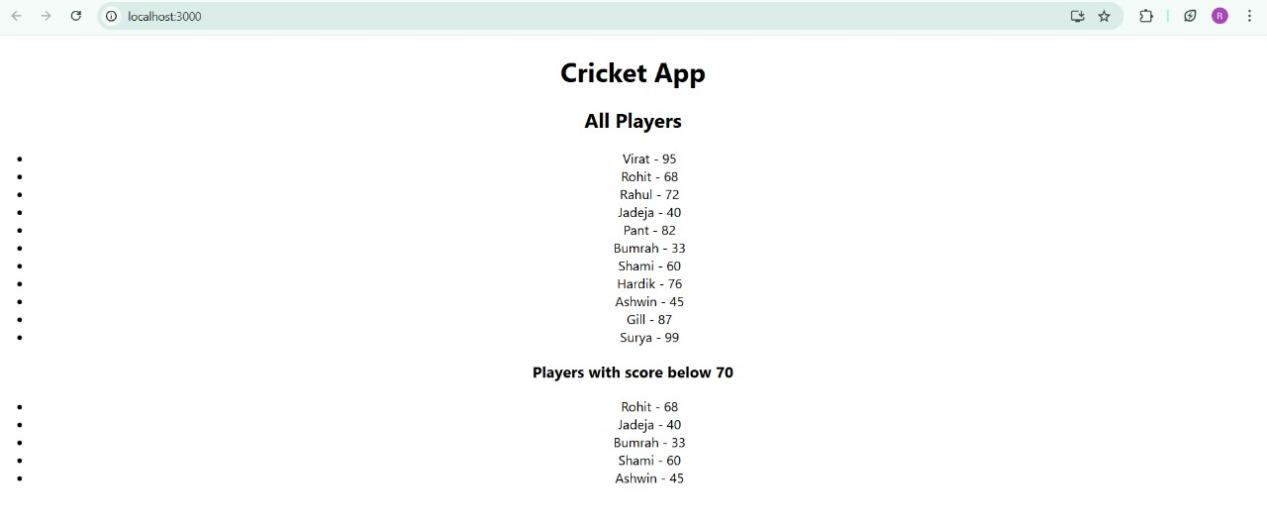 localhost:3000
R
Cricket App
All Players
Virat - 95
Rohit - 68
Rahul - 72
Jadeja - 40
Pant - 82
Bumrah - 33
Shami - 60
Hardik - 76
Ashwin - 45
Gill - 87
Surya - 99
Players with score below 70
Rohit - 68
Jadeja - 40
Bumrah - 33
Shami - 60
Ashwin - 45